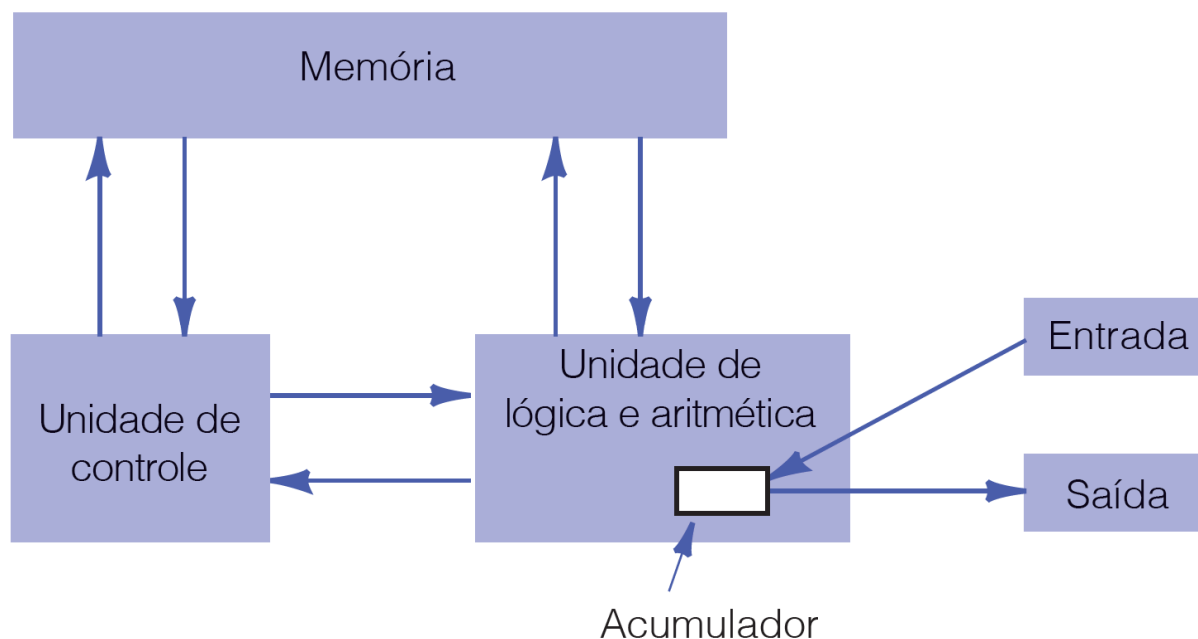 Memória
Unidade de
controle
Unidade de
lógica e aritmética
Entrada
Saída
Acumulador